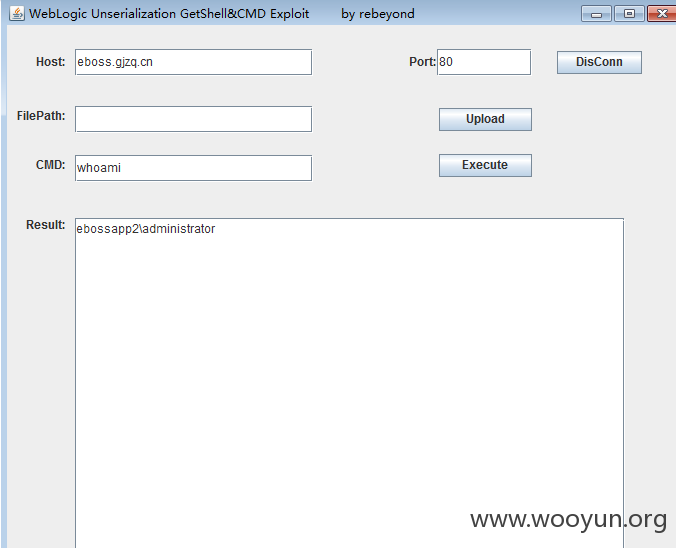 WebLogic Unserialization GetShell&CMD Exploit by rebeyond
Host: eboss.gjzq.cn Port: 80 DisConn
FilePath: Upload
CMD: whoami Execute
Result: ebossapp2\administrator
www.wooyun.org